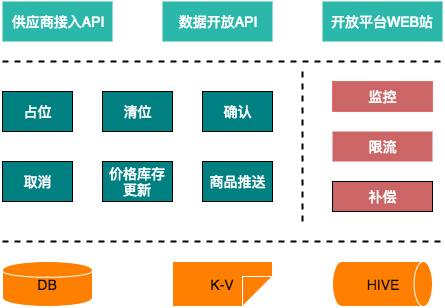 供应商接入API
数据开放API
开放平台WEB站
占位
清位
确认
监控
限流
取消
价格库存
更新
商品推送
补偿
DB
K-V
HIVE